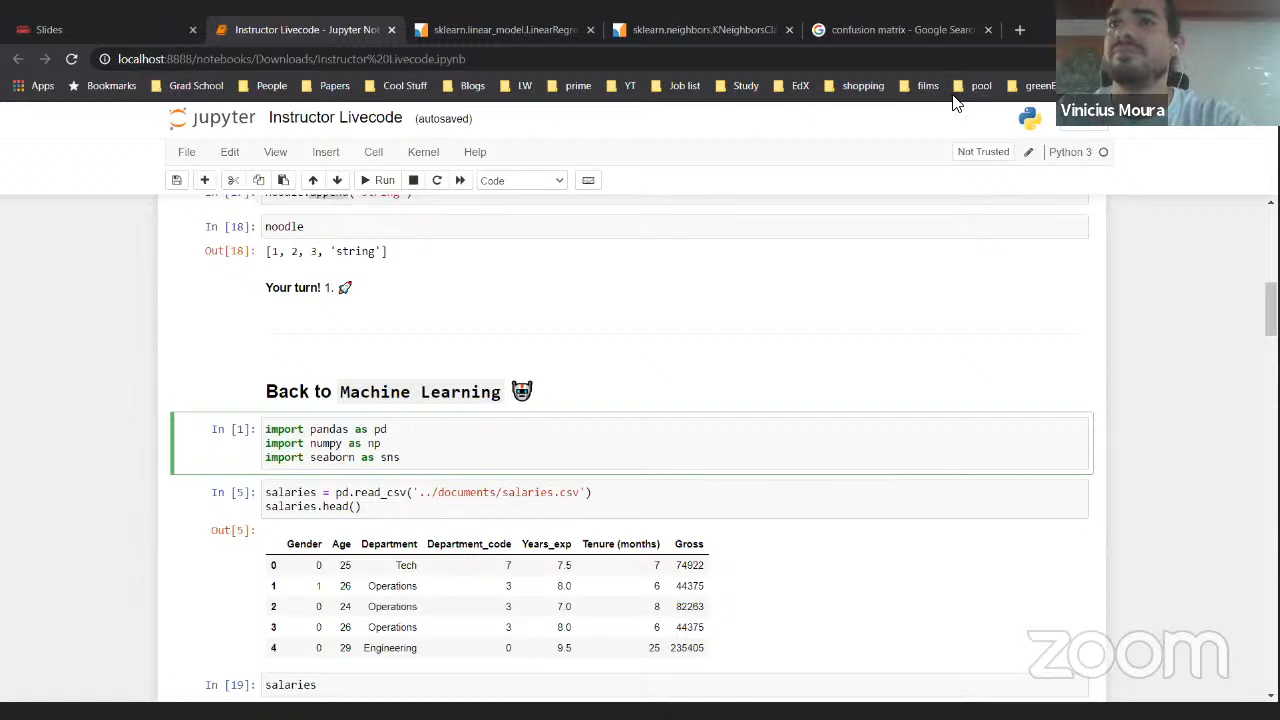 Slides
Instructor Livecode - Jupyter Not
sklearn.linear_model.LinearRegre
sklearn.neighbors.KNeighborsCla
confusion matrix - Google Searc
localhost:8888/notebooks/Downloads/Instructor%20Livecode.ipynb
Apps
Bookmarks
Grad School
People
Papers
Cool Stuff
Blogs
LW
prime
YT
Job list
Study
EdX
shopping
films
pool
greenE
Vinicius Moura
jupyter Instructor Livecode (autosaved)
File Edit View Insert Cell Kernel Help
Not Trusted
Python 3
Run
Code
In [18]: noodle
Out[18]: [1, 2, 3, 'string']
Your turn! 1. 🚀
Back to Machine Learning 🤖
In [1]: import pandas as pd
import numpy as np
import seaborn as sns
In [5]: salaries = pd.read_csv('../documents/salaries.csv')
salaries.head()
Out[5]:
Gender Age Department Department_code Years_exp Tenure (months) Gross
0 0 25 Tech 7 7.5 7 74922
1 1 26 Operations 3 8.0 6 44375
2 0 24 Operations 3 7.0 8 82263
3 0 26 Operations 3 8.0 6 44375
4 0 29 Engineering 0 9.5 25 235405
In [19]: salaries
zoom